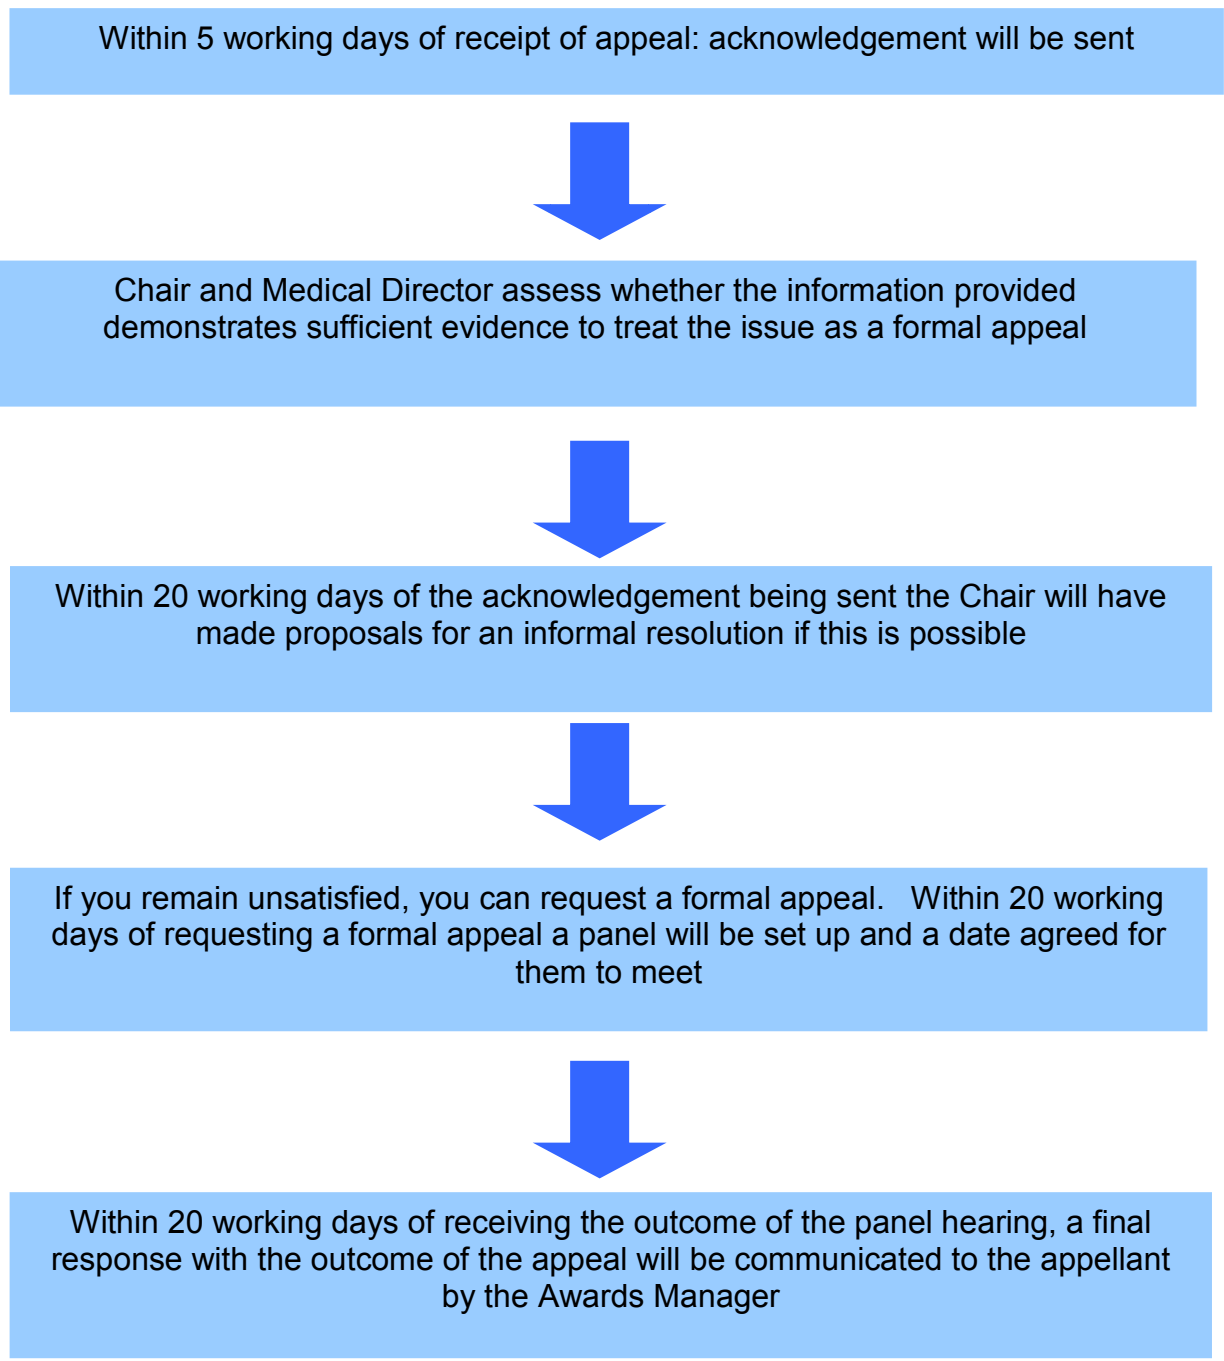 Within 5 working days of receipt of appeal: acknowledgement will be sent
Chair and Medical Director assess whether the information provided
demonstrates sufficient evidence to treat the issue as a formal appeal
Within 20 working days of the acknowledgement being sent the Chair will have
made proposals for an informal resolution if this is possible
If you remain unsatisfied, you can request a formal appeal.   Within 20 working
days of requesting a formal appeal a panel will be set up and a date agreed for
them to meet
Within 20 working days of receiving the outcome of the panel hearing, a final
response with the outcome of the appeal will be communicated to the appellant
by the Awards Manager